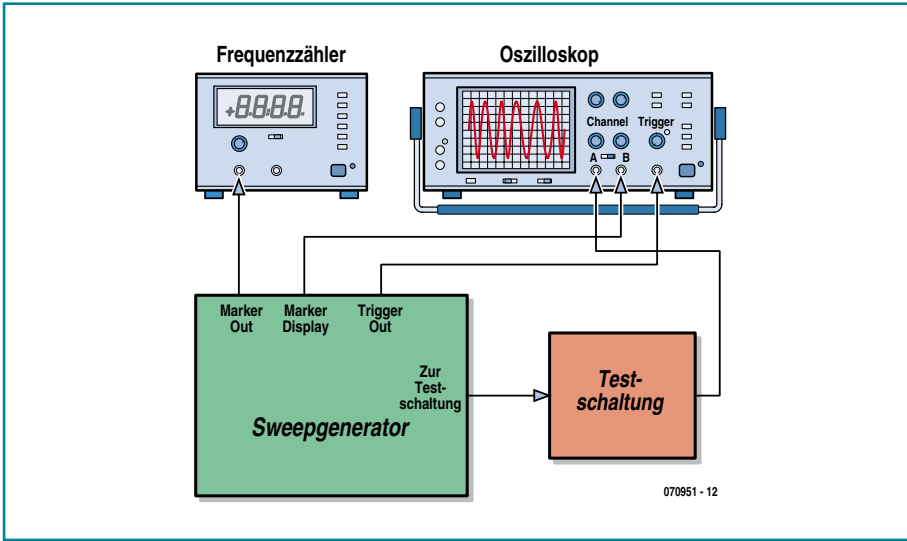 Frequenzzähler
Oszilloskop
+8.8.8.8.
Channel Trigger
A B
Marker
Out
Marker
Display
Trigger
Out
Zur
Test-
schaltung
Sweepgenerator
Test-
schaltung
070951 - 12